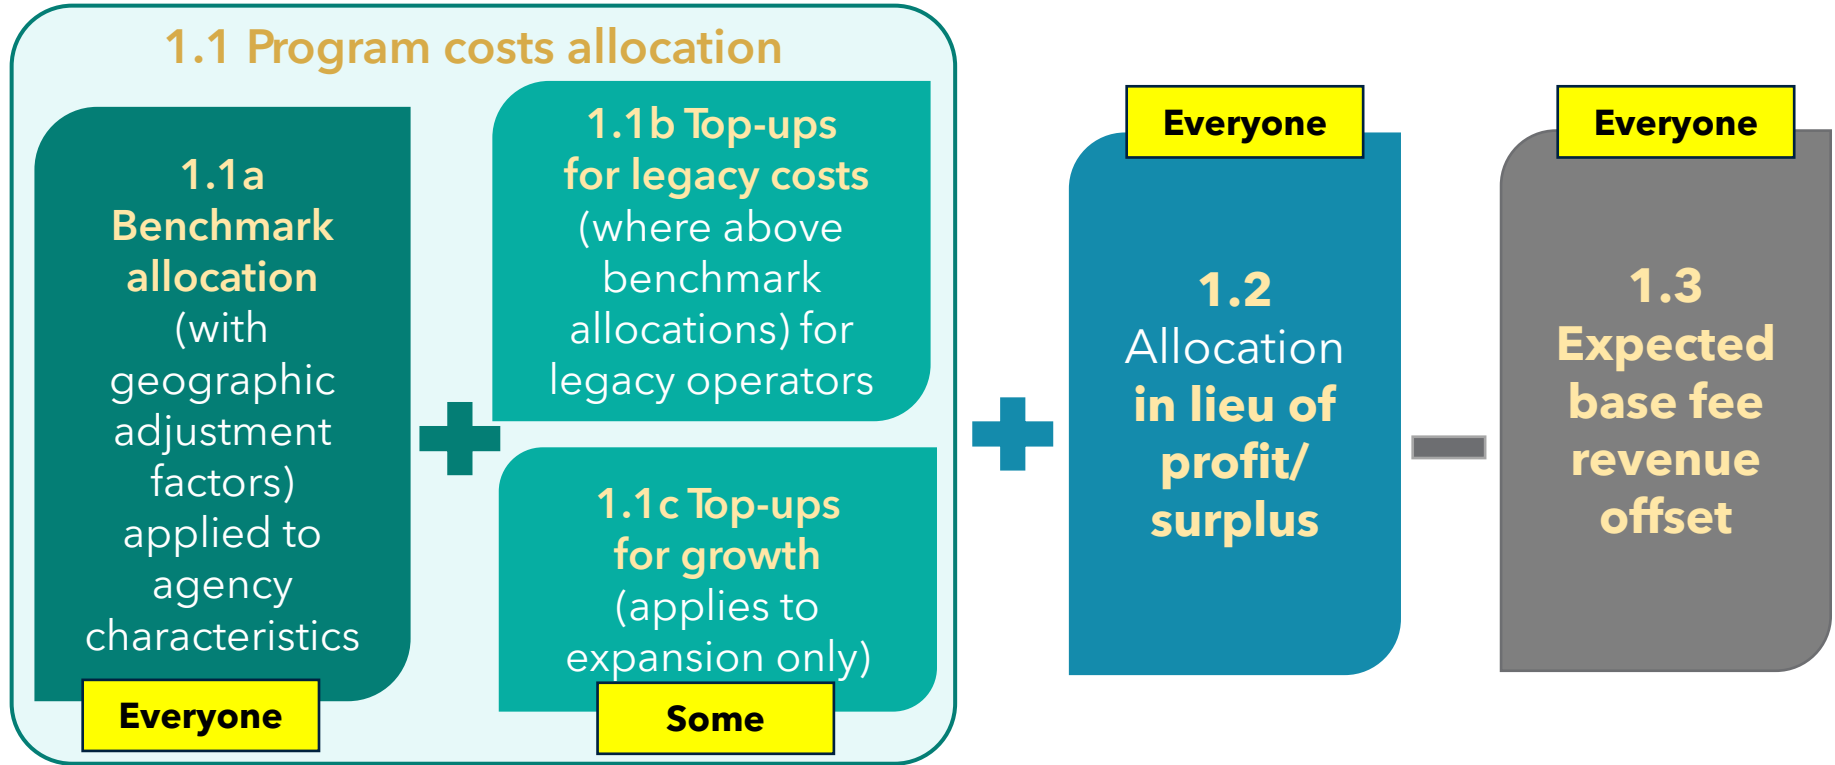 1.1 Program costs allocation
1.1a
Benchmark
allocation
(with
geographic
adjustment
factors)
applied to
agency
characteristics
Everyone
1.1b Top-ups
for legacy costs
(where above
benchmark
allocations) for
legacy operators
1.1c Top-ups
for growth
(applies to
expansion only)
Some
Everyone
1.2
Allocation
in lieu of
profit/
surplus
Everyone
1.3
Expected
base fee
revenue
offset